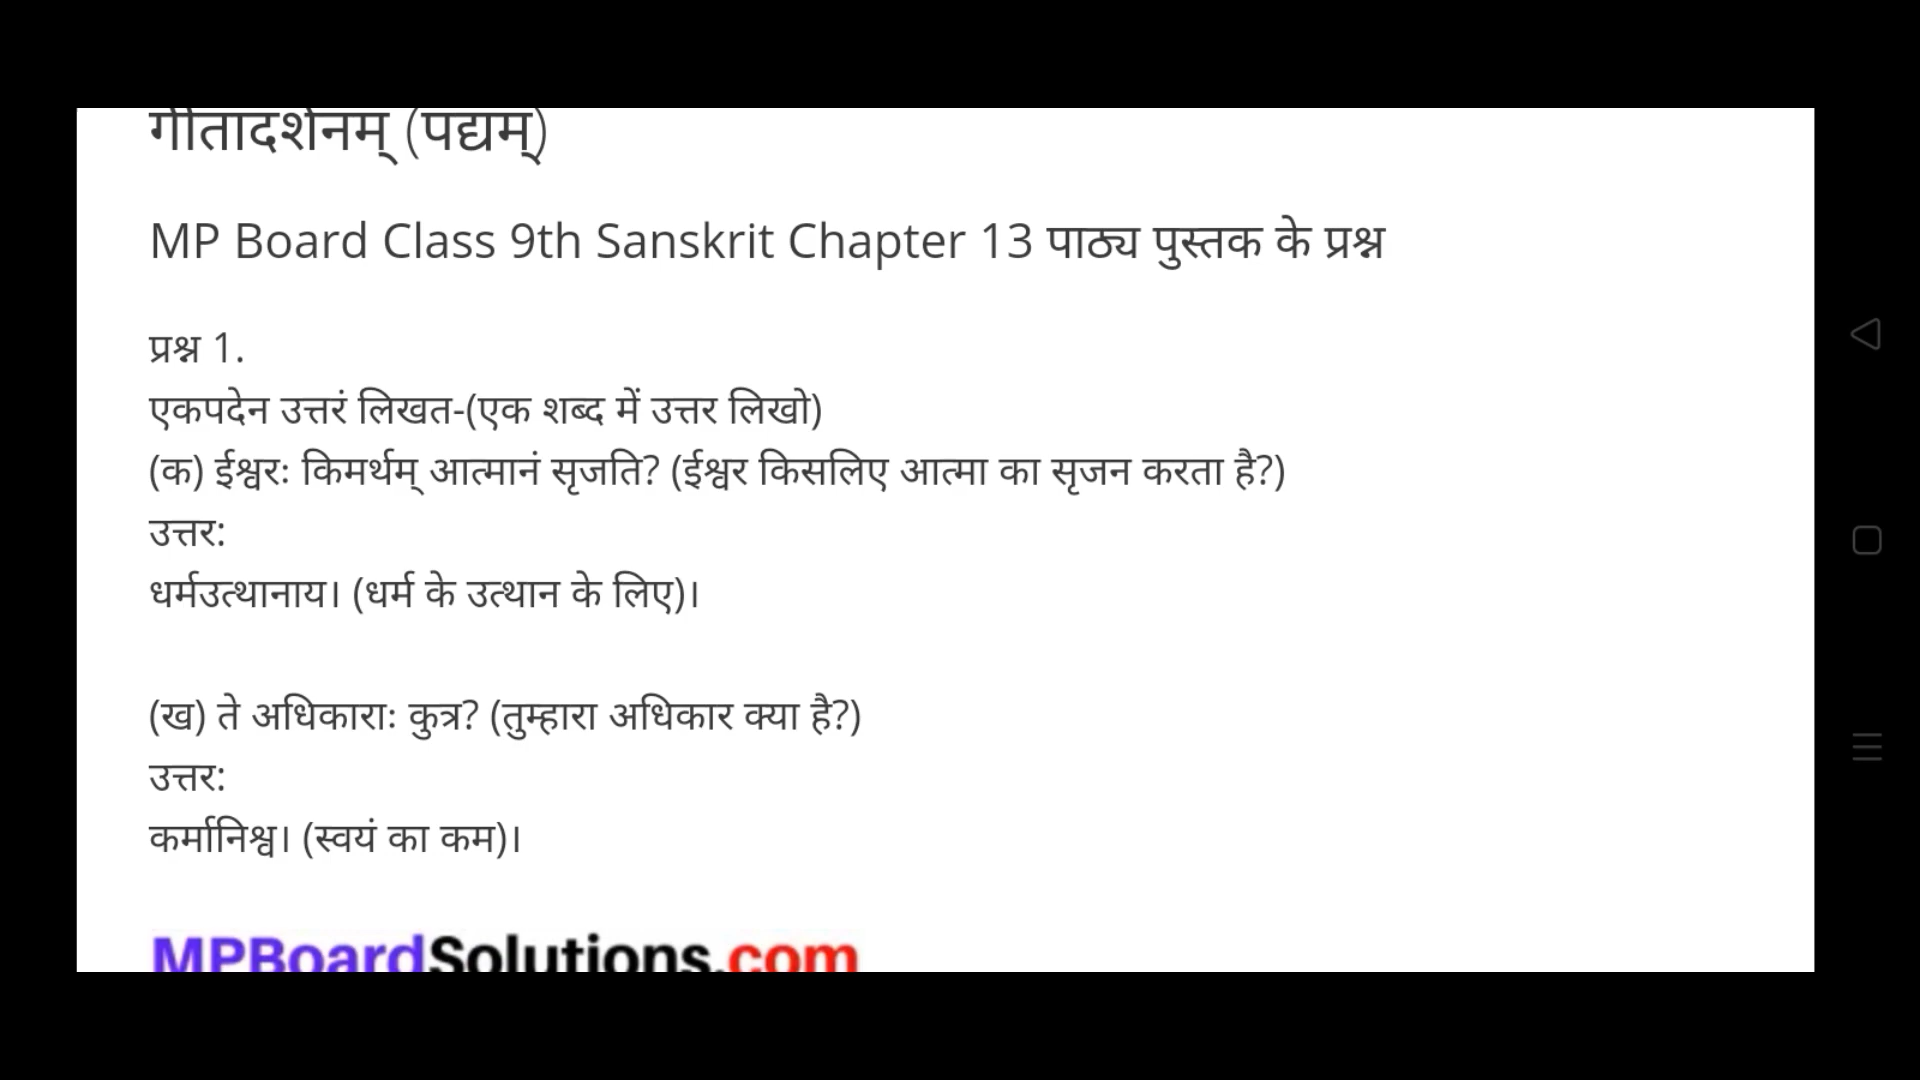 गीतादर्शनम् (पद्यम्)
MP Board Class 9th Sanskrit Chapter 13 पाठ्य पुस्तक के प्रश्न
प्रश्न 1.
एकपदेन उत्तरं लिखत-(एक शब्द में उत्तर लिखो)
(क) ईश्वरः किमर्थम् आत्मानं सृजति? (ईश्वर किसलिए आत्मा का सृजन करता है?)
उत्तर:
धर्मउत्थानाय। (धर्म के उत्थान के लिए)।
(ख) ते अधिकाराः कुत्र? (तुम्हारा अधिकार क्या है?)
उत्तर:
कर्मानिश्व। (स्वयं का कम)।
MPBoardSolutions.com